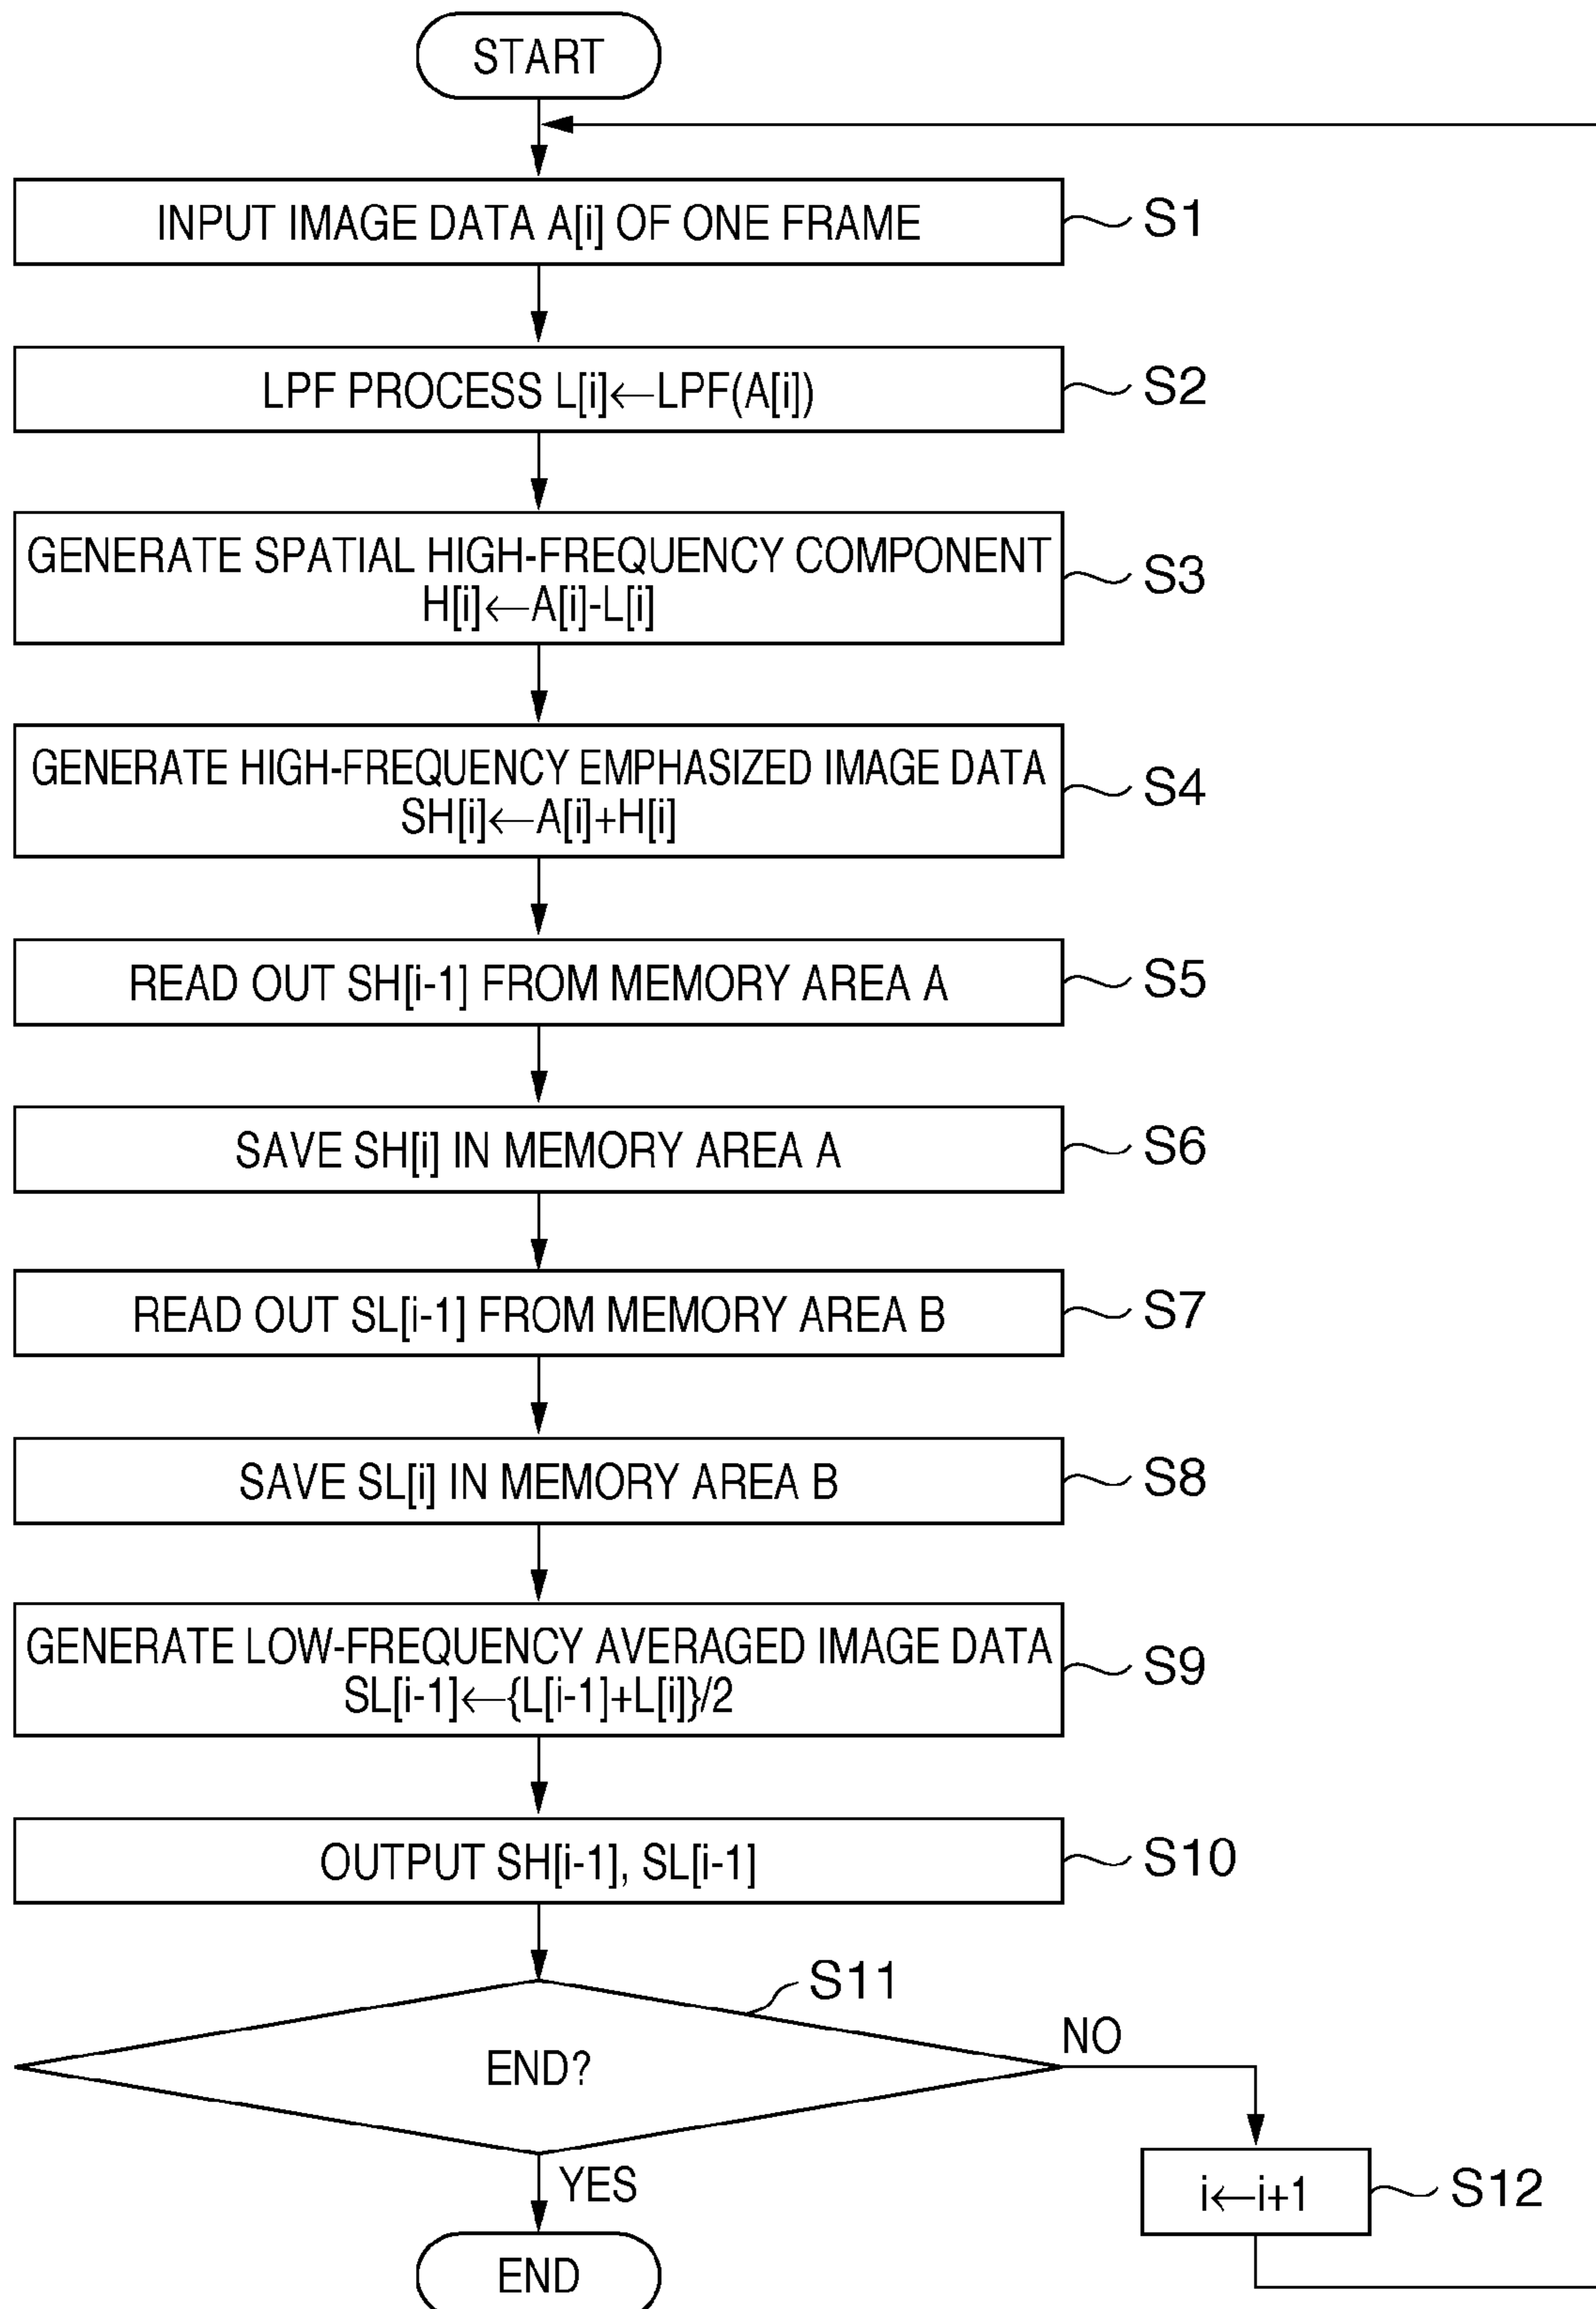 START
INPUT IMAGE DATA A[i] OF ONE FRAME
S1
LPF PROCESS L[i]←LPF(A[i])
S2
GENERATE SPATIAL HIGH-FREQUENCY COMPONENT
H[i]←A[i]-L[i]
S3
GENERATE HIGH-FREQUENCY EMPHASIZED IMAGE DATA
SH[i]←A[i]+H[i]
S4
READ OUT SH[i-1] FROM MEMORY AREA A
S5
SAVE SH[i] IN MEMORY AREA A
S6
READ OUT SL[i-1] FROM MEMORY AREA B
S7
SAVE SL[i] IN MEMORY AREA B
S8
GENERATE LOW-FREQUENCY AVERAGED IMAGE DATA
SL[i-1]←{L[i-1]+L[i]}/2
S9
OUTPUT SH[i-1], SL[i-1]
S10
S11
END?
NO
YES
i←i+1
S12
END